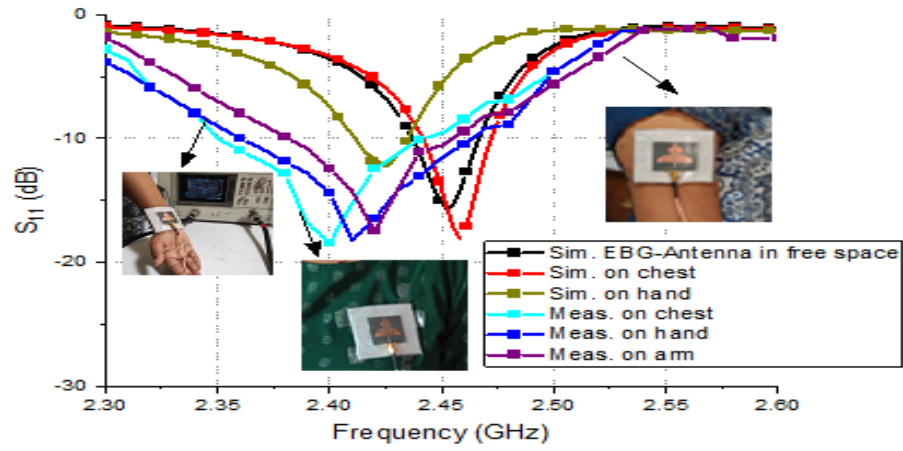 0
-10
-20
-30
S11 (dB)
Sim. EBG-Antenna in free space
Sim. on chest
Sim. on hand
Meas. on chest
Meas. on hand
Meas. on arm
2.30 2.35 2.40 2.45 2.50 2.55 2.60
Frequency (GHz)